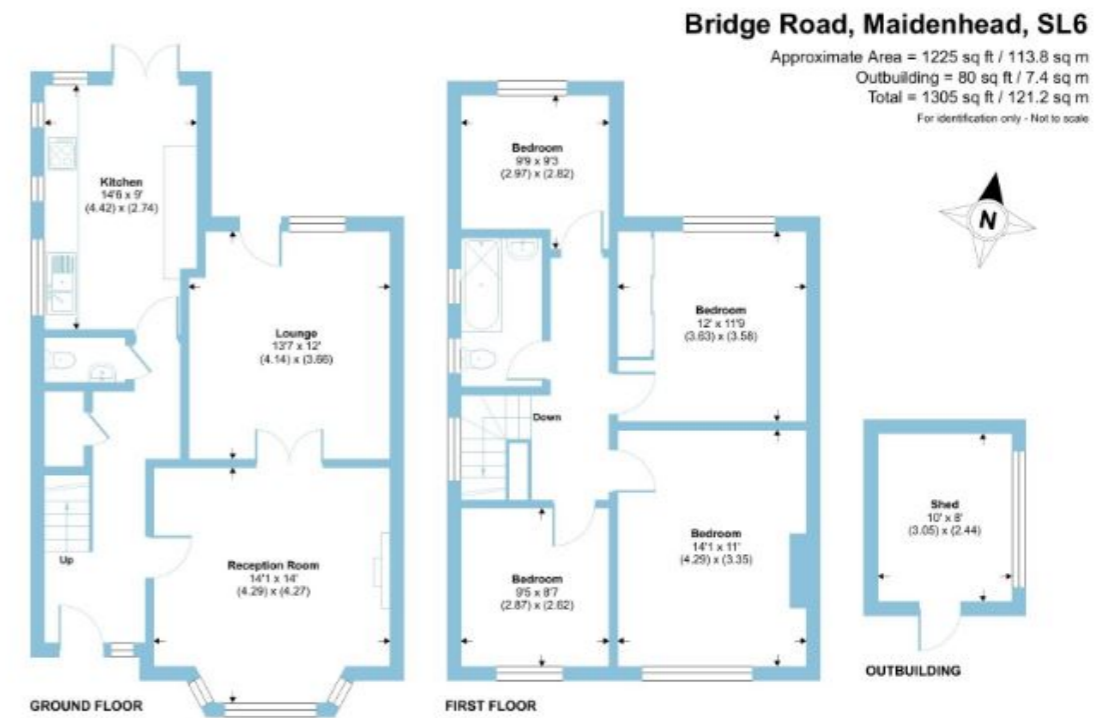 Bridge Road, Maidenhead, SL6
Approximate Area = 1225 sq ft / 113.8 sq m
Outbuilding = 80 sq ft / 7.4 sq m
Total = 1305 sq ft / 121.2 sq m
For identification only - Not to scale
N
Kitchen
14'6 x 9'
(4.42) x (2.74)
Lounge
13'7 x 12'
(4.14) x (3.66)
Up
Reception Room
14'1 x 14'
(4.29) x (4.27)
GROUND FLOOR
Bedroom
9'9 x 9'3
(2.97) x (2.82)
Bedroom
12' x 11'9
(3.63) x (3.58)
Down
Bedroom
14'1 x 11'
(4.29) x (3.35)
Bedroom
9'5 x 8'7
(2.87) x (2.62)
FIRST FLOOR
Shed
10' x 8'
(3.05) x (2.44)
OUTBUILDING